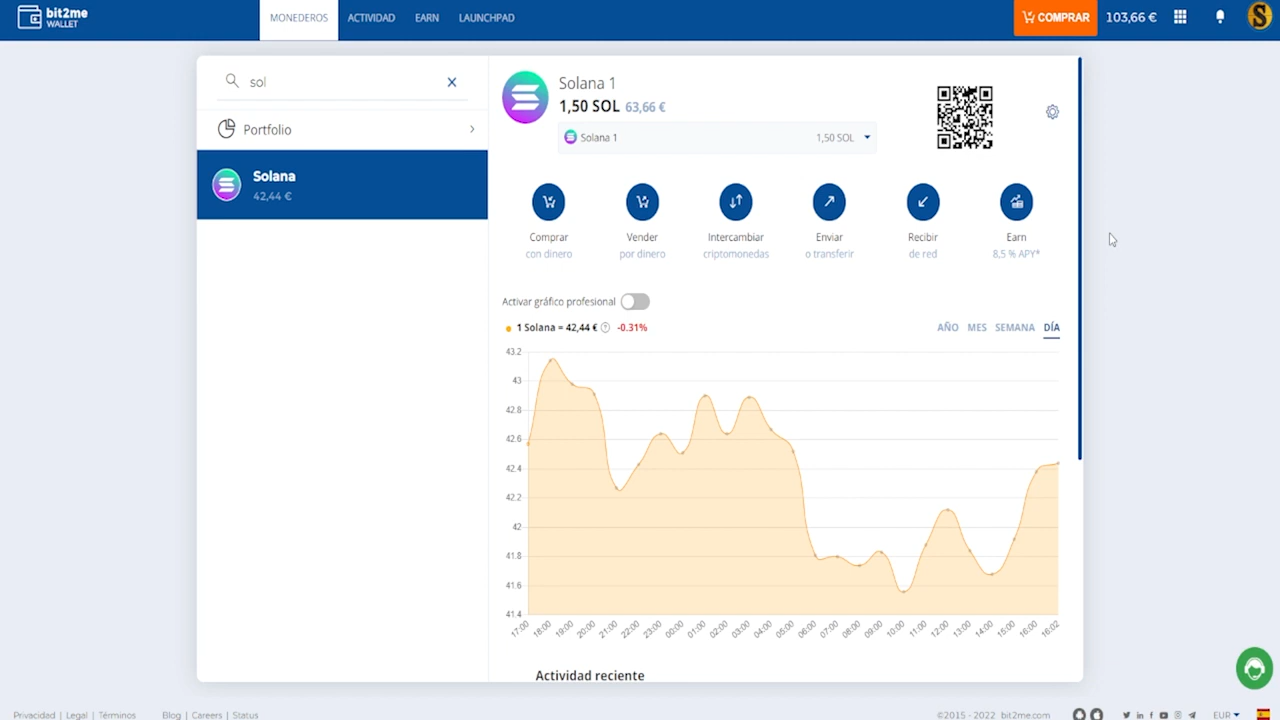 bit2me
WALLET
MONEDEROS
ACTIVIDAD
EARN
LAUNCHPAD
COMPRAR
103,66 €
S
sol
Portfolio
Solana
42,44 €
Solana 1
1,50 SOL 63,66 €
Solana 1
1,50 SOL
Comprar
con dinero
Vender
por dinero
Intercambiar
criptomonedas
Enviar
o transferir
Recibir
de red
Earn
8,5 % APY*
Activar gráfico profesional
1 Solana = 42,44 € ? -0.31%
AÑO MES SEMANA DÍA
43.2
43
42.8
42.6
42.4
42.2
42
41.8
41.6
41.4
17:00 18:00 19:00 20:00 21:00 22:00 23:00 00:00 01:00 02:00 03:00 04:00 05:00 06:00 07:00 08:00 09:00 10:00 11:00 12:00 13:00 14:00 15:00 16:00 16:02
Actividad reciente
Privacidad | Legal | Términos
Blog | Careers | Status
©2015 - 2022 bit2me.com
EUR